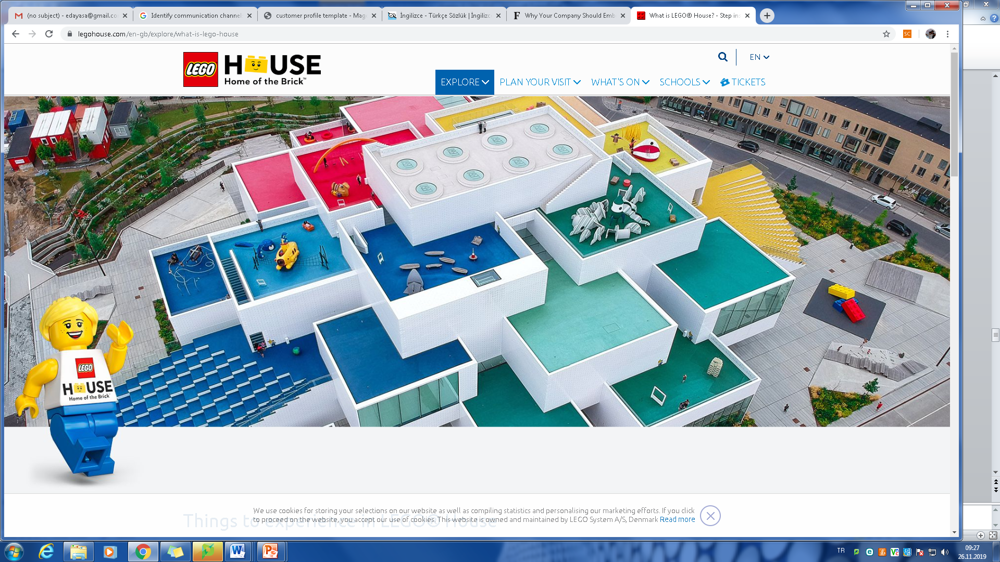 (no subject) - edayasa@gmail.co
Identify communication channel
customer profile template - Mag
İngilizce - Türkçe Sözlük | İngilizc
Why Your Company Should Emb
What is LEGO® House? - Step in
legohouse.com/en-gb/explore/what-is-lego-house
SC
LEGO HOUSE
Home of the Brick™
EN
EXPLORE PLAN YOUR VISIT WHAT'S ON SCHOOLS TICKETS
LEGO
HOUSE
Home of the Brick
We use cookies for storing your selections on our website as well as compiling statistics and personalising our marketing efforts. If you click
to proceed on the website, you accept our use of cookies. This website is owned and maintained by LEGO System A/S, Denmark Read more
Things to experience in LEGO® House
TR
09:27
26.11.2019